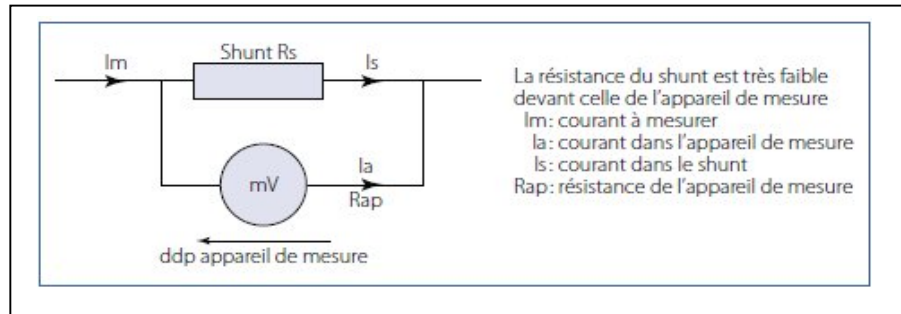 Im
Shunt Rs
Is
mV
Ia
Rap
ddp appareil de mesure
La résistance du shunt est très faible
devant celle de l'appareil de mesure
Im: courant à mesurer
Ia: courant dans l'appareil de mesure
Is: courant dans le shunt
Rap: résistance de l'appareil de mesure